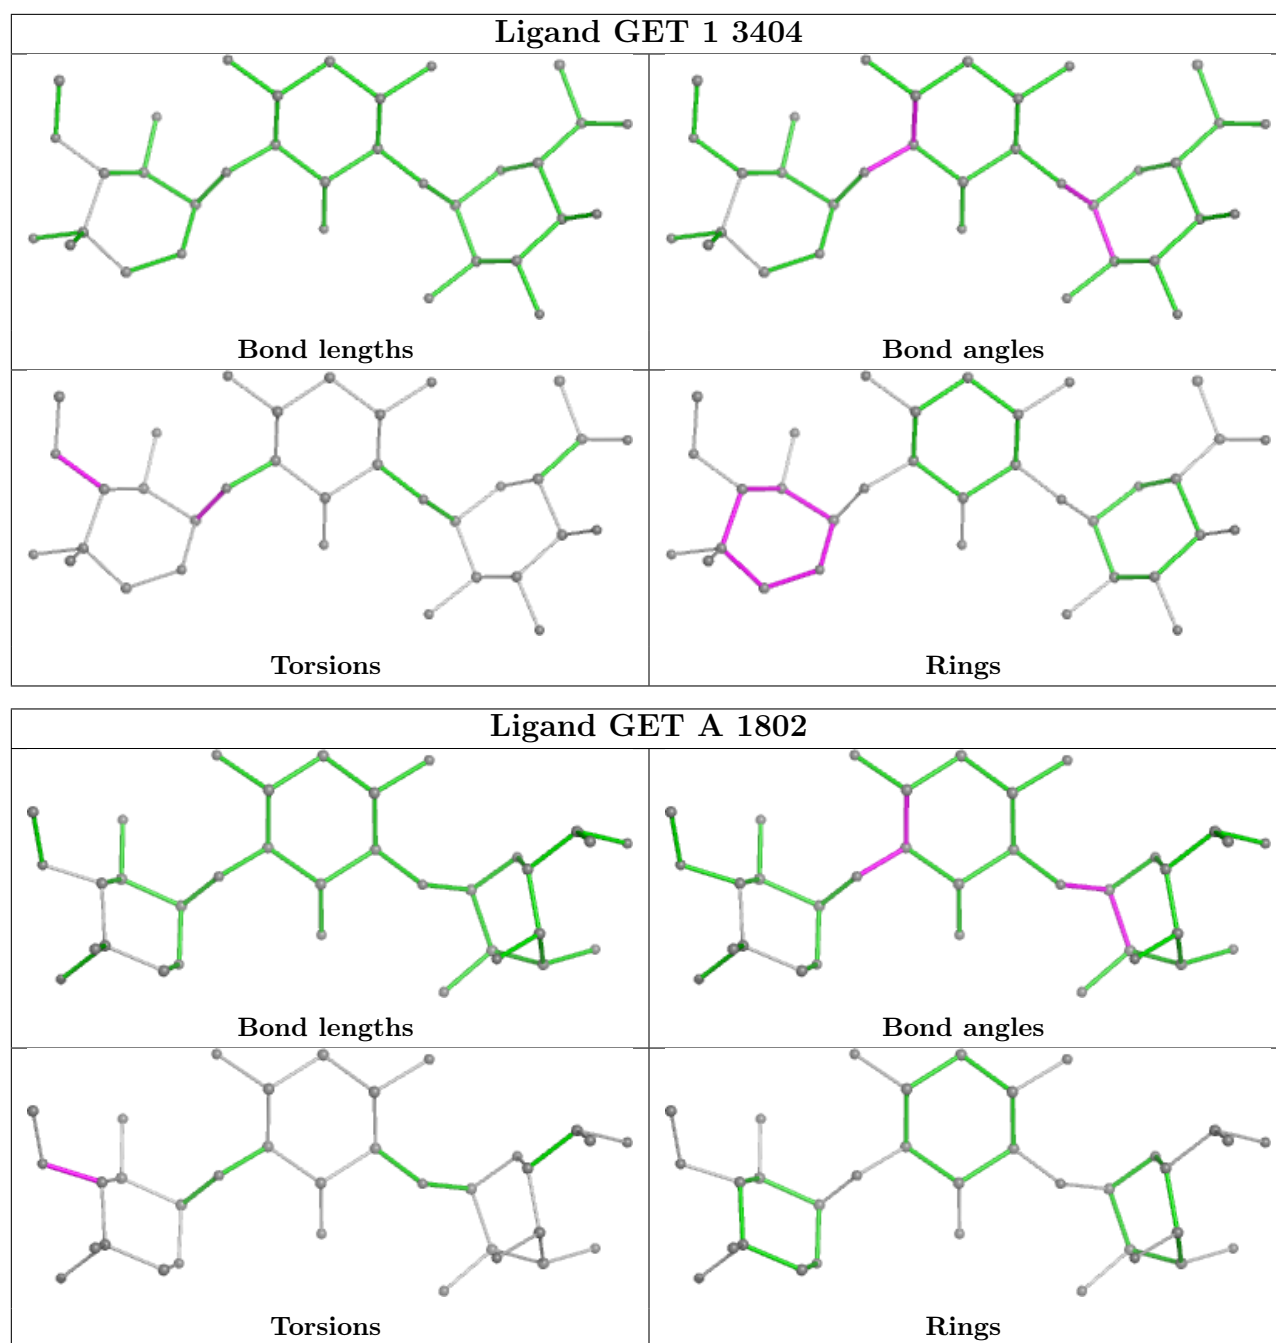 Ligand GET 1 3404
Bond lengths
Bond angles
Torsions
Rings
Ligand GET A 1802
Bond lengths
Bond angles
Torsions
Rings